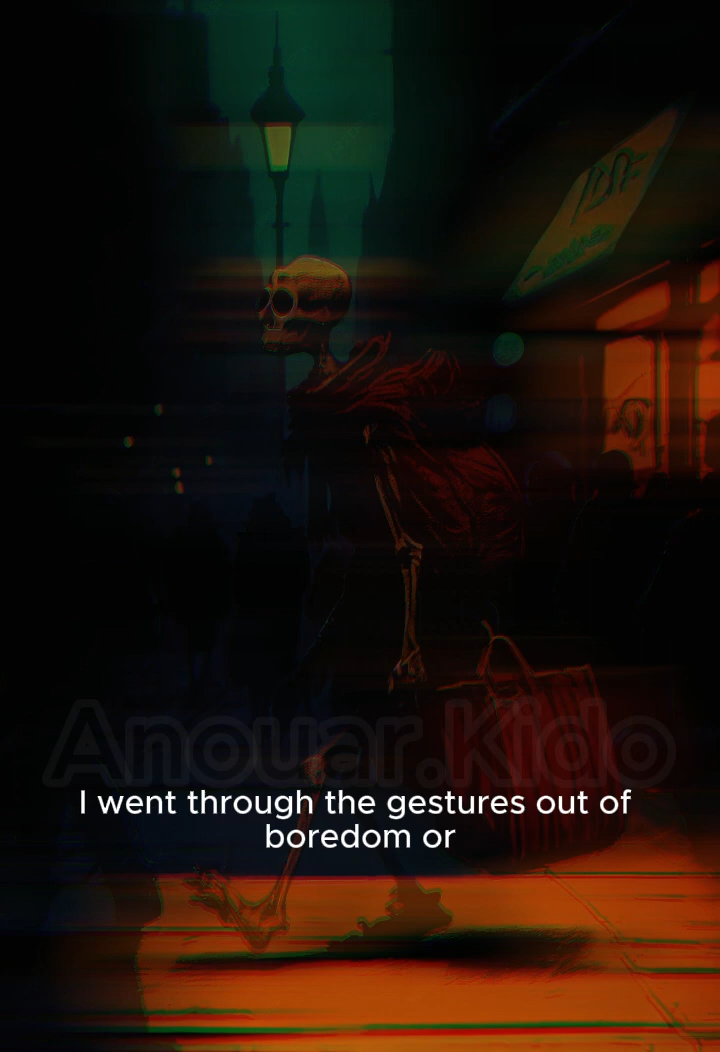 Anouar.Kido
I went through the gestures out of
boredom or